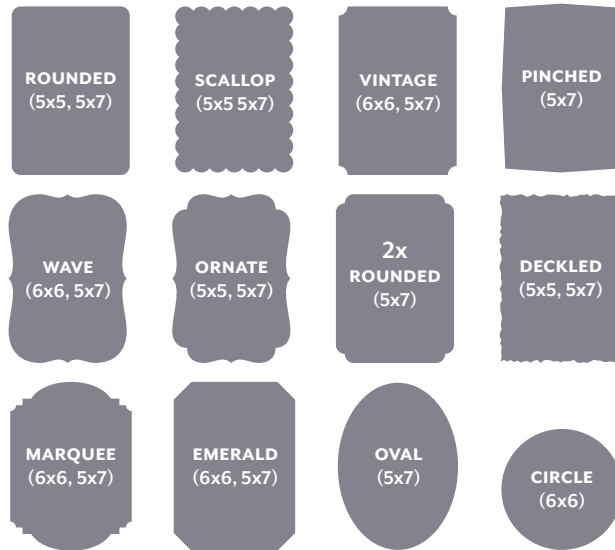 ROUNDED
(5x5, 5x7)
SCALLOP
(5x5 5x7)
VINTAGE
(6x6, 5x7)
PINCHED
(5x7)
WAVE
(6x6, 5x7)
ORNATE
(5x5, 5x7)
2x
ROUNDED
(5x7)
DECKLED
(5x5, 5x7)
MARQUEE
(6x6, 5x7)
EMERALD
(6x6, 5x7)
OVAL
(5x7)
CIRCLE
(6x6)